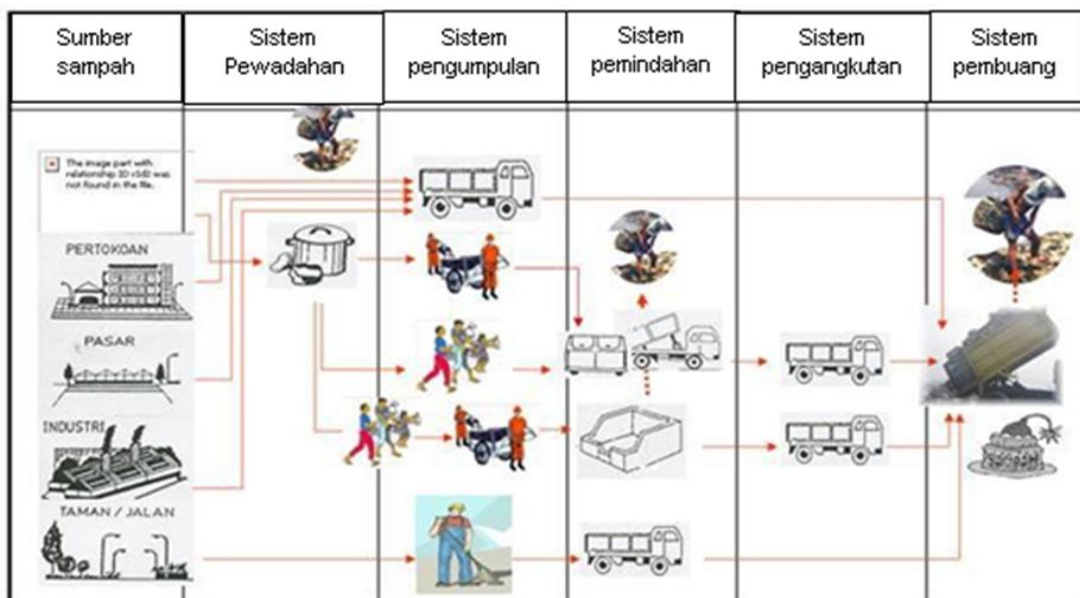 Sumber
sampah
Sistem
Pewadahan
Sistem
pengumpulan
Sistem
pemindahan
Sistem
pengangkutan
Sistem
pembuang
The image part with
relationship ID rId2 was
not found in the file.
PERTOKOAN
PASAR
INDUSTRI
TAMAN / JALAN